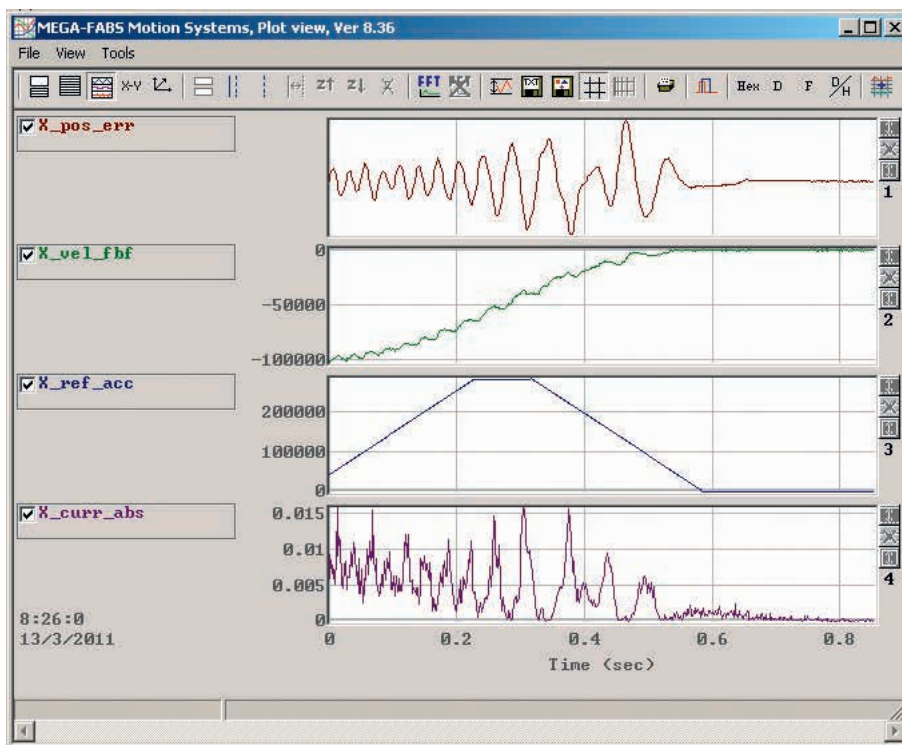 MEGA-FABS Motion Systems, Plot view, Ver 8.36
File View Tools
X-Y Z↑ Z↓ FFT TXT Hex D F D/H
X_pos_err
1
X_vel_fbf
0
-50000
-100000
2
X_ref_acc
200000
100000
0
3
X_curr_abs
0.015
0.01
0.005
0
4
8:26:0
13/3/2011
0 0.2 0.4 0.6 0.8
Time (sec)